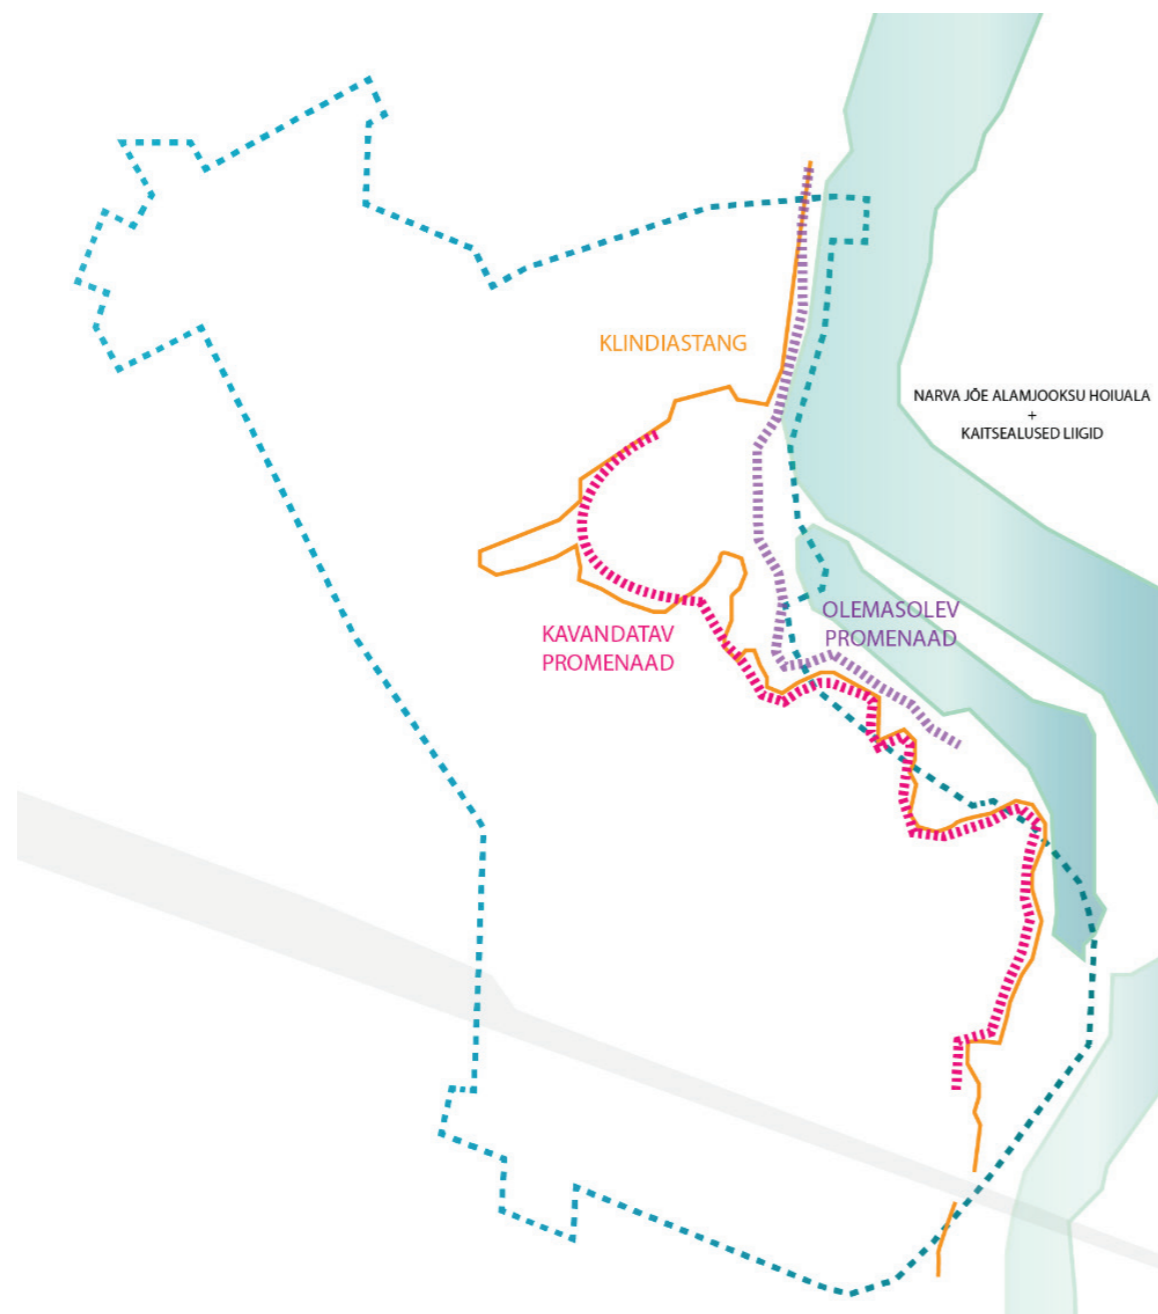 KLINDIASTANG
NARVA JÕE ALAMJOOKSU HOIUALA
+
KAITSEALUSED LIIGID
OLEMASOLEV
PROMENAAD
KAVANDATAV
PROMENAAD